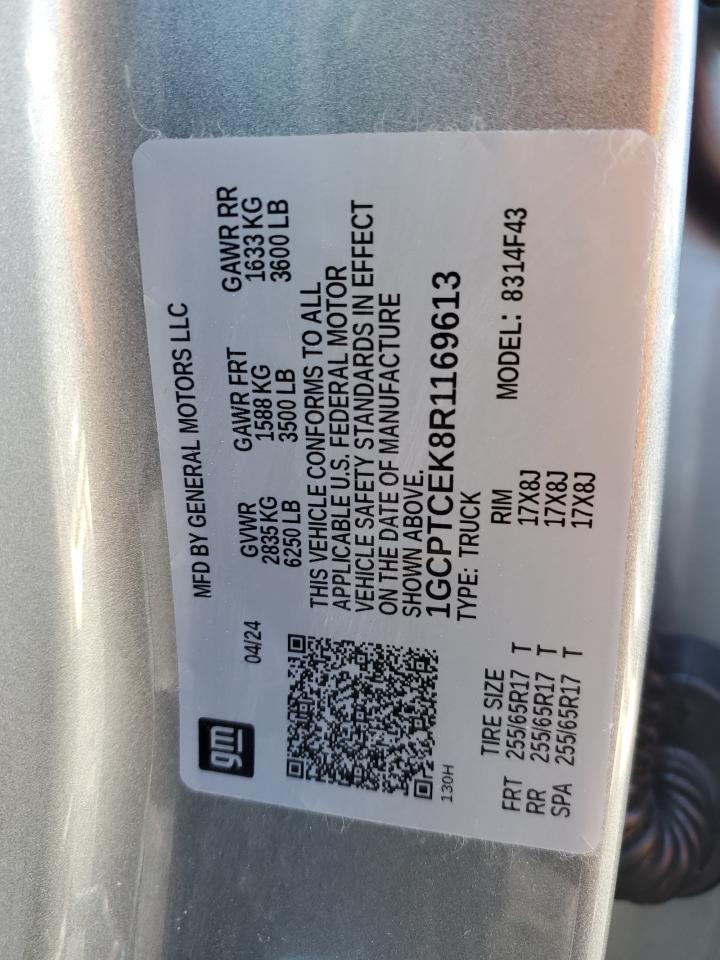 gm
MFD BY GENERAL MOTORS LLC
04/24
GVWR GAWR FRT GAWR RR
2835 KG 1588 KG 1633 KG
6250 LB 3500 LB 3600 LB
THIS VEHICLE CONFORMS TO ALL
APPLICABLE U.S. FEDERAL MOTOR
VEHICLE SAFETY STANDARDS IN EFFECT
ON THE DATE OF MANUFACTURE
SHOWN ABOVE.
1GCPTCEK8R1169613
130H
TYPE: TRUCK
TIRE SIZE RIM MODEL: 8314F43
FRT 255/65R17 T 17X8J
RR 255/65R17 T 17X8J
SPA 255/65R17 T 17X8J